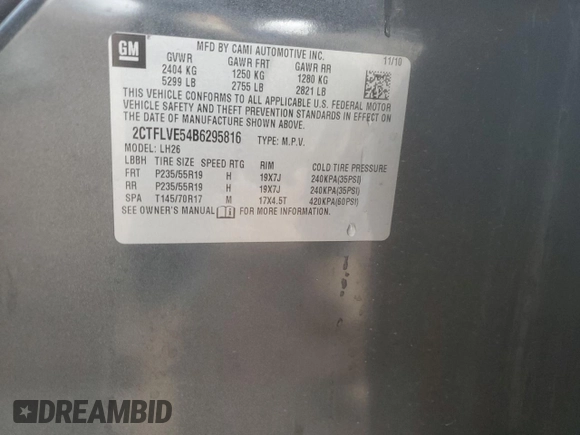 GM
MFD BY CAMI AUTOMOTIVE INC.
11/10
GVWR GAWR FRT GAWR RR
2404 KG 1250 KG 1280 KG
5299 LB 2755 LB 2821 LB
THIS VEHICLE CONFORMS TO ALL APPLICABLE U.S. FEDERAL MOTOR
VEHICLE SAFETY AND THEFT PREVENTION STANDARDS IN EFFECT ON
THE DATE OF MANUFACTURE SHOWN ABOVE.
2CTFLVE54B6295816 TYPE: M.P.V.
MODEL: LH26
LBBH TIRE SIZE SPEED RTG RIM COLD TIRE PRESSURE
FRT P235/55R19 H 19X7J 240KPA(35PSI)
RR P235/55R19 H 19X7J 240KPA(35PSI)
SPA T145/70R17 M 17X4.5T 420KPA(60PSI)
SEE OWNER'S MANUAL FOR MORE INFORMATION.
DREAMBID